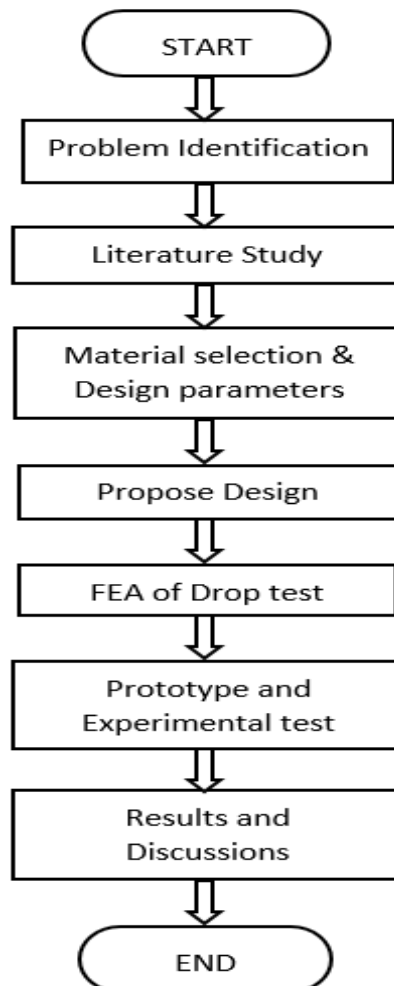 START
Problem Identification
Literature Study
Material selection &
Design parameters
Propose Design
FEA of Drop test
Prototype and
Experimental test
Results and
Discussions
END